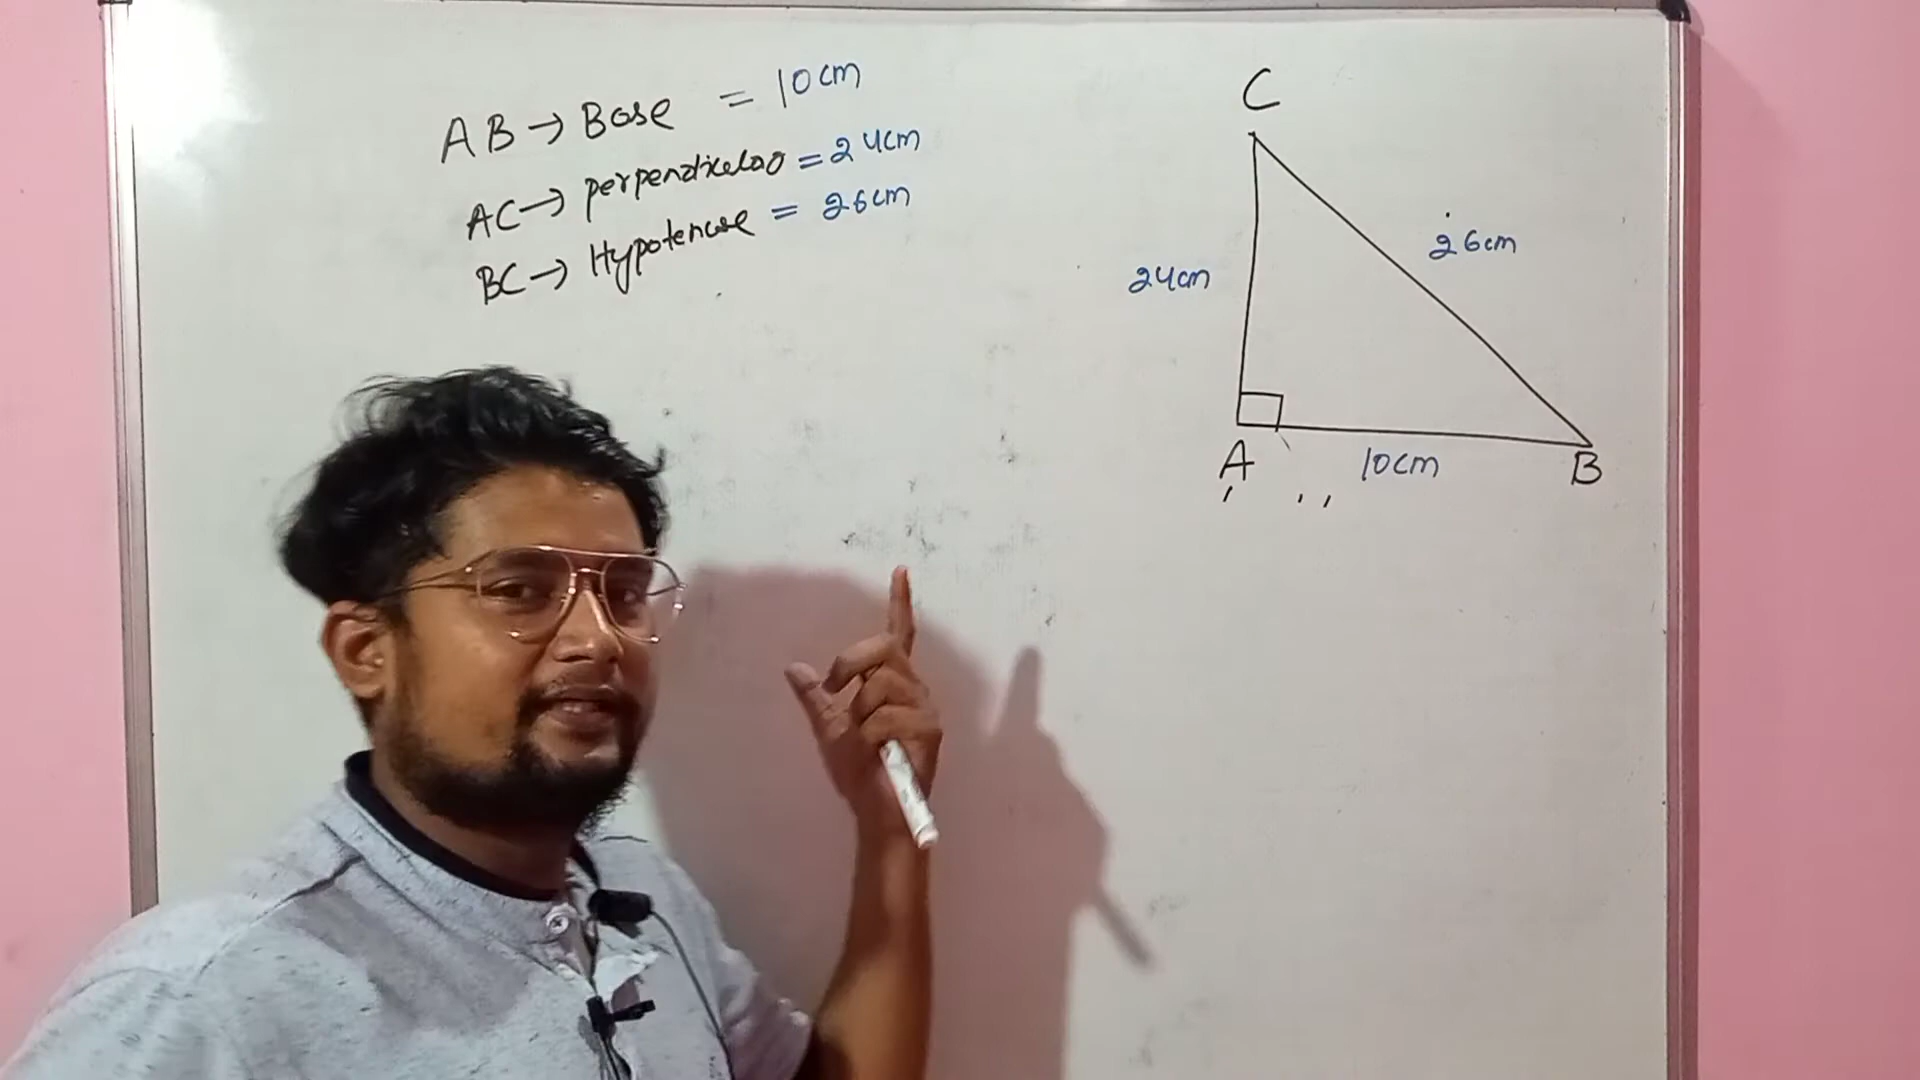 AB → Base = 10cm
AC → perpendicular = 24cm
BC → Hypotenuse = 26cm
C
24cm
26cm
A
10cm
B